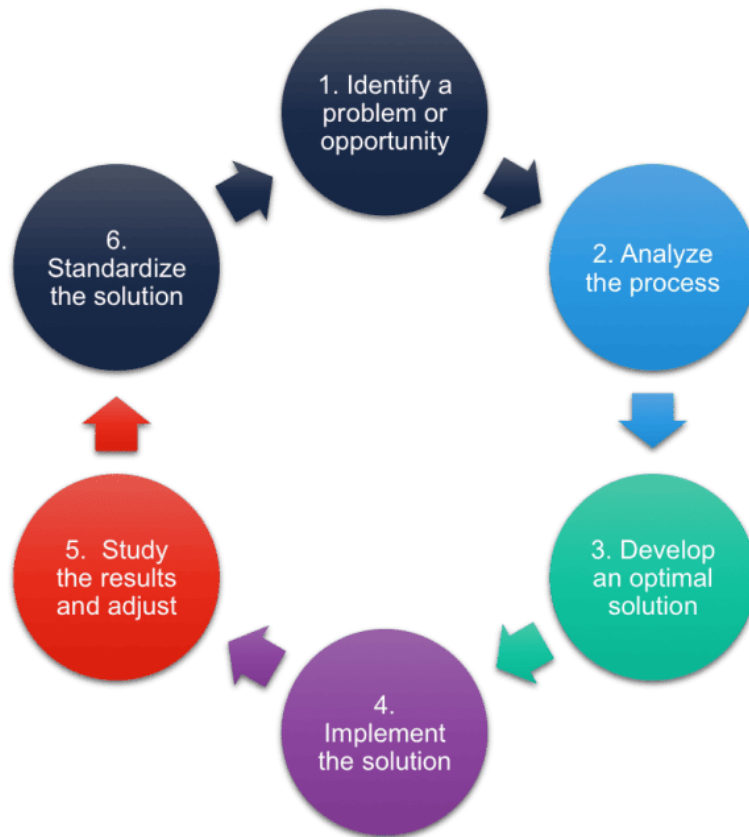 1. Identify a
problem or
opportunity
2. Analyze
the process
3. Develop
an optimal
solution
4.
Implement
the solution
5.  Study
the results
and adjust
6.
Standardize
the solution